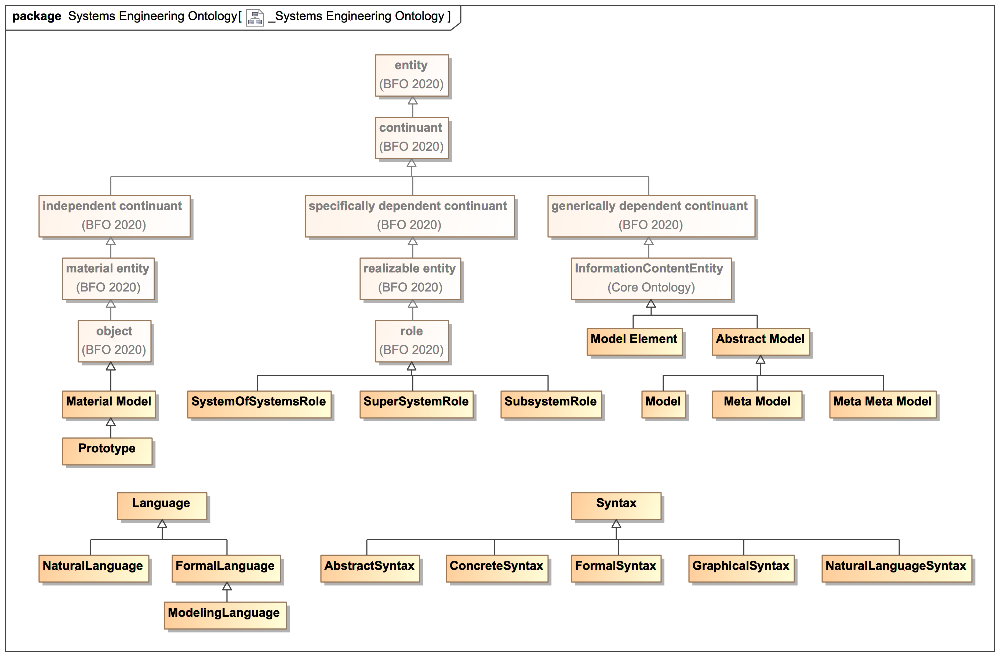 package Systems Engineering Ontology[ _Systems Engineering Ontology ]
entity
(BFO 2020)
continuant
(BFO 2020)
independent continuant
(BFO 2020)
specifically dependent continuant
(BFO 2020)
generically dependent continuant
(BFO 2020)
material entity
(BFO 2020)
realizable entity
(BFO 2020)
InformationContentEntity
(Core Ontology)
object
(BFO 2020)
role
(BFO 2020)
Model Element
Abstract Model
Material Model
SystemOfSystemsRole
SuperSystemRole
SubsystemRole
Model
Meta Model
Meta Meta Model
Prototype
Language
Syntax
NaturalLanguage
FormalLanguage
AbstractSyntax
ConcreteSyntax
FormalSyntax
GraphicalSyntax
NaturalLanguageSyntax
ModelingLanguage